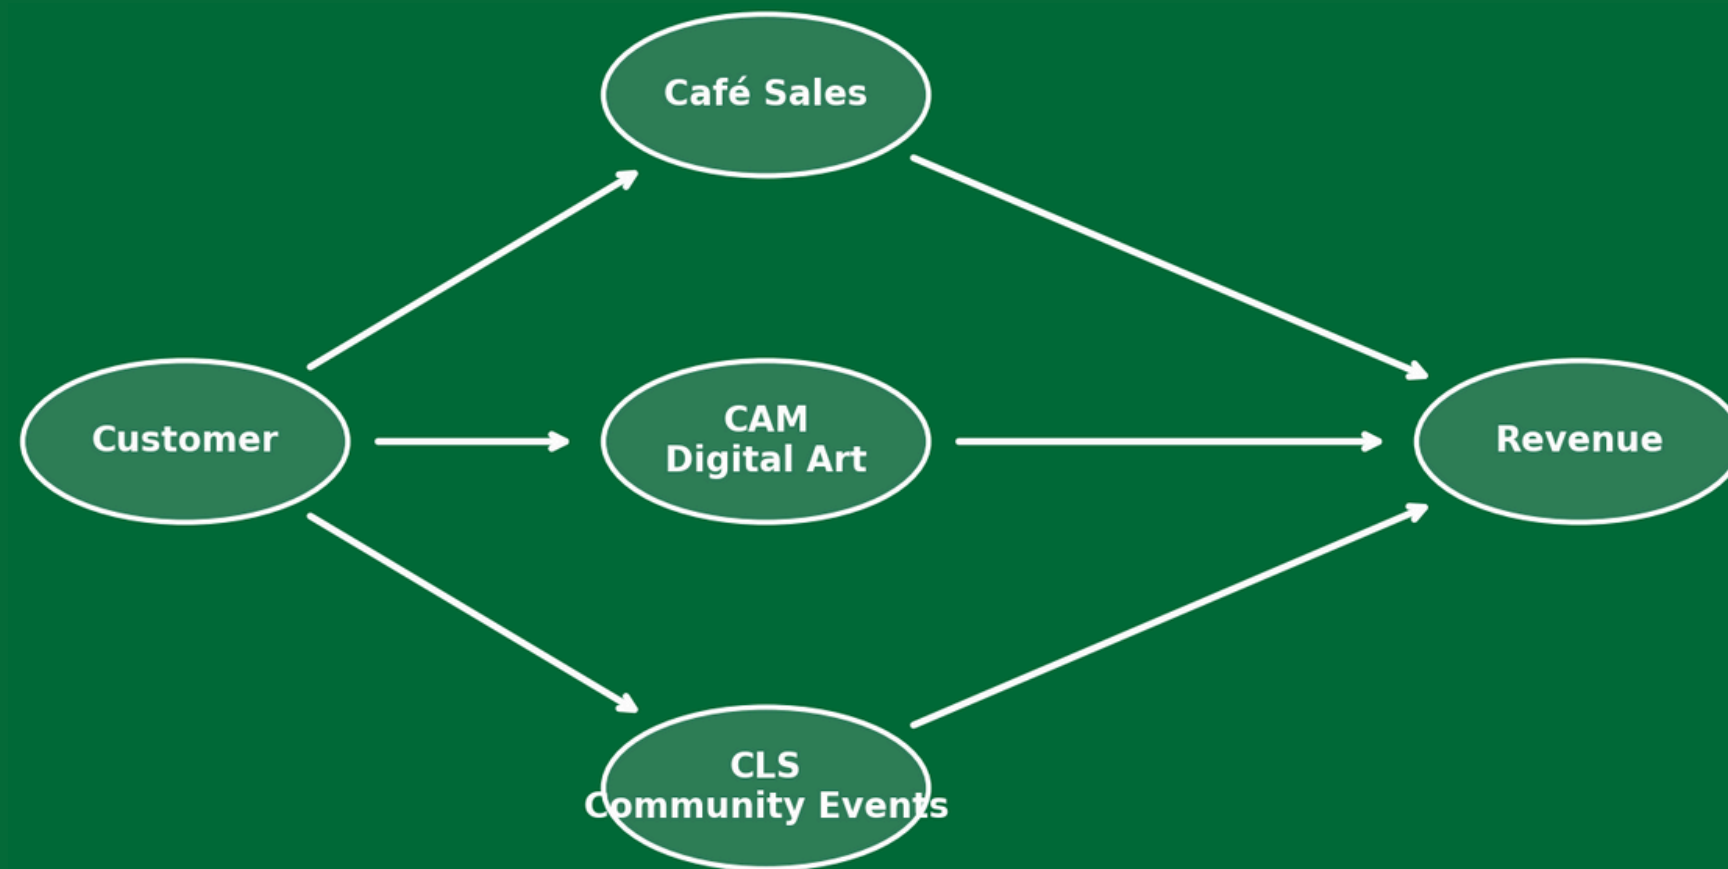 Café Sales
Customer
CAM
Digital Art
Revenue
CLS
Community Events